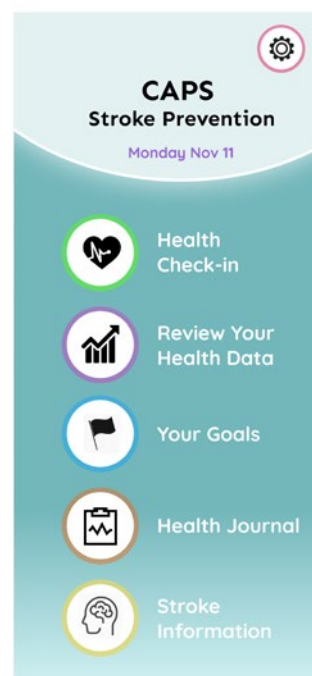 CAPS
Stroke Prevention
Monday Nov 11
Health
Check-in
Review Your
Health Data
Your Goals
Health Journal
Stroke
Information